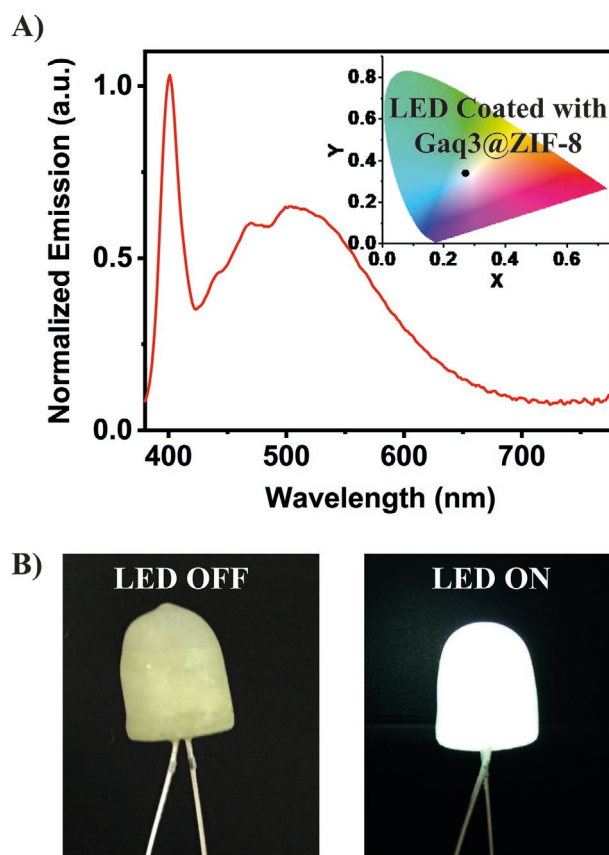 A)
Normalized Emission (a.u.)
1.0
0.5
0.0
400 500 600 700
Wavelength (nm)
LED Coated with
Gaq3@ZIF-8
Y
0.8
0.6
0.4
0.2
0.0
0.0 0.2 0.4 0.6
X
B)
LED OFF
LED ON